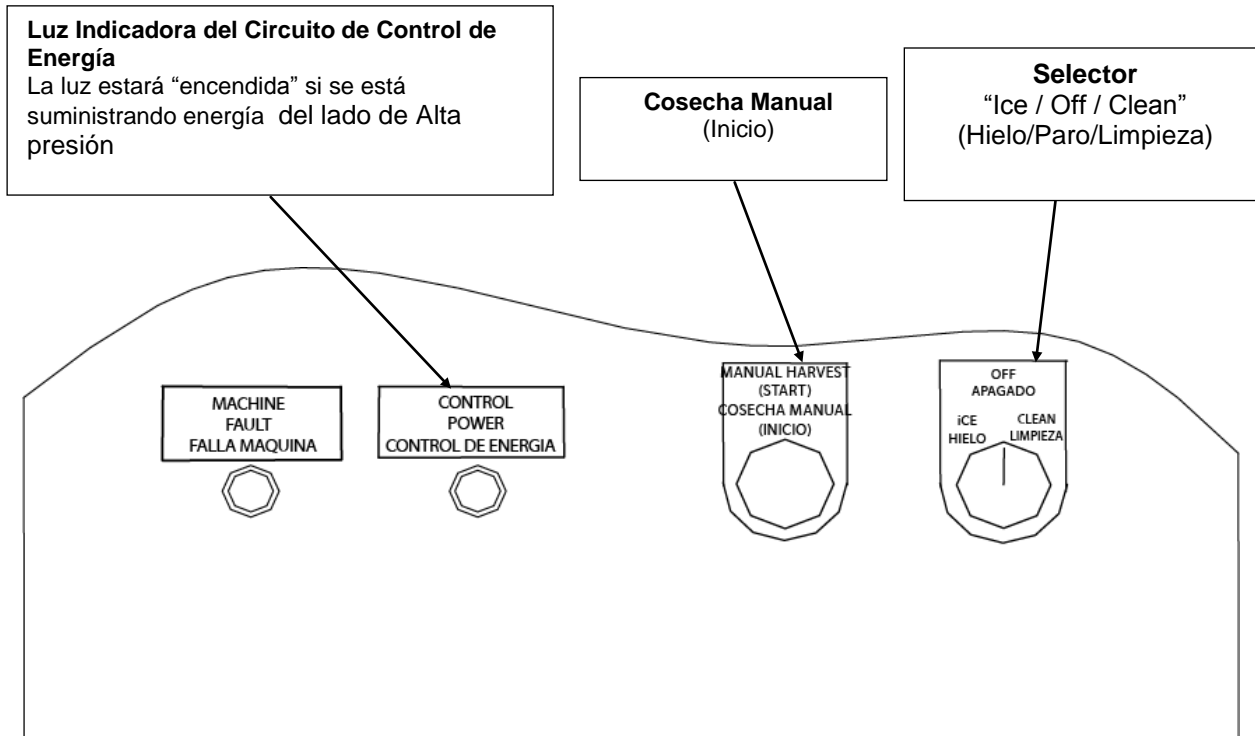 Luz Indicadora del Circuito de Control de
Energía
La luz estará “encendida” si se está
suministrando energía del lado de Alta
presión
Cosecha Manual
(Inicio)
Selector
“Ice / Off / Clean”
(Hielo/Paro/Limpieza)
MACHINE
FAULT
FALLA MAQUINA
CONTROL
POWER
CONTROL DE ENERGIA
MANUAL HARVEST
(START)
COSECHA MANUAL
(INICIO)
OFF
APAGADO
iCE
HIELO
CLEAN
LIMPIEZA